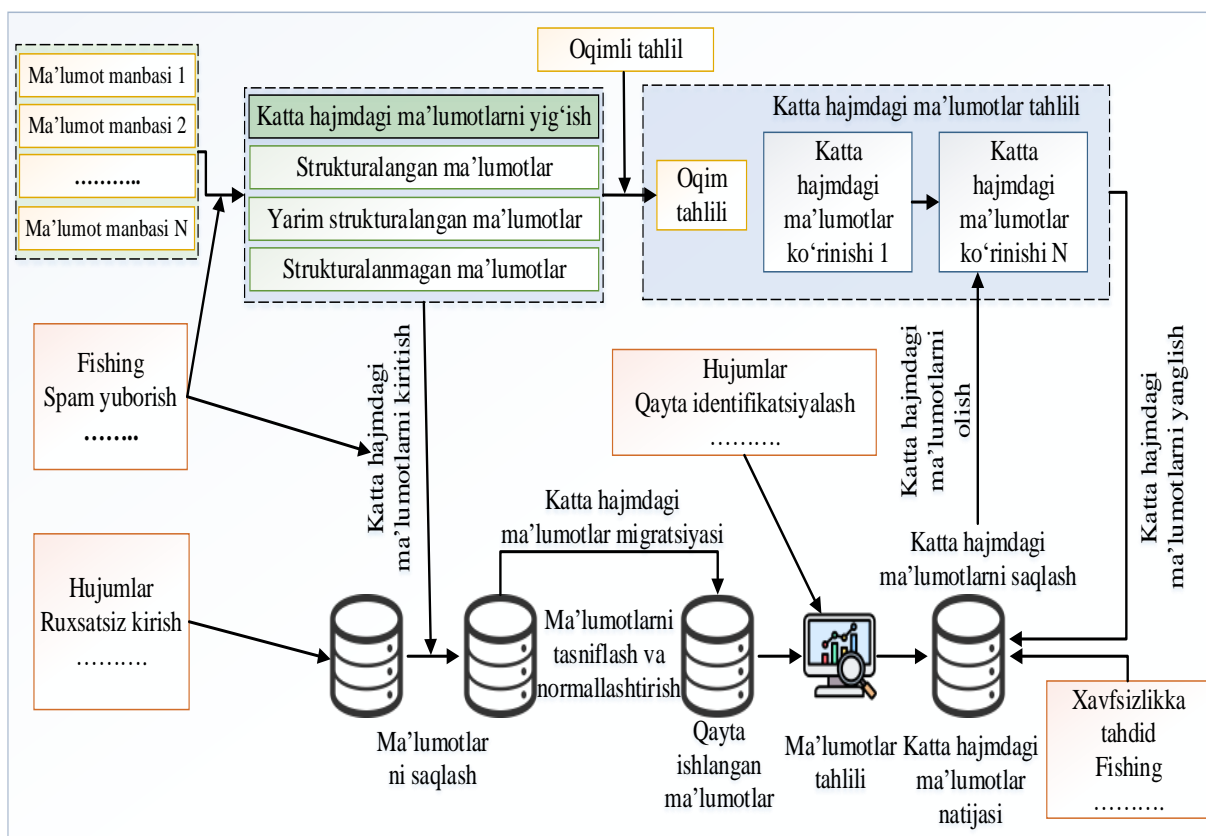 Ma’lumot manbasi 1
Ma’lumot manbasi 2
………..
Ma’lumot manbasi N
Katta hajmdagi ma’lumotlarni yig‘ish
Strukturalangan ma’lumotlar
Yarim strukturalangan ma’lumotlar
Strukturalanmagan ma’lumotlar
Oqimli tahlil
Katta hajmdagi ma’lumotlar tahlili
Oqim
tahlili
Katta
hajmdagi
ma’lumotlar
ko‘rinishi 1
Katta
hajmdagi
ma’lumotlar
ko‘rinishi N
Fishing
Spam yuborish
……..
Katta hajmdagi
ma’lumotlarni kiritish
Hujumlar
Qayta identifikatsiyalash
……….
Katta hajmdagi
ma’lumotlarni
olish
Katta hajmdagi
ma’lumotlarni yanglish
Hujumlar
Ruxsatsiz kirish
……….
Katta hajmdagi
ma’lumotlar migratsiyasi
Katta hajmdagi
ma’lumotlarni saqlash
Ma’lumotlarni
tasniflash va
normallashtirish
Ma’lumotlar
ni saqlash
Qayta
ishlangan
ma’lumotlar
Ma’lumotlar
tahlili
Katta hajmdagi
ma’lumotlar
natijasi
Xavfsizlikka
tahdid
Fishing
……….